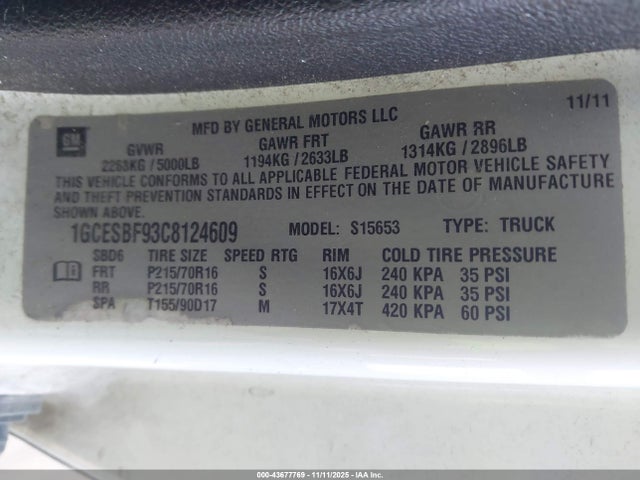 11/11
MFD BY GENERAL MOTORS LLC
GM
GVWR GAWR FRT GAWR RR
2263KG / 5000LB 1194KG / 2633LB 1314KG / 2896LB
THIS VEHICLE CONFORMS TO ALL APPLICABLE FEDERAL MOTOR VEHICLE SAFETY
AND THEFT PREVENTION STANDARDS IN EFFECT ON THE DATE OF MANUFACTURE
SHOWN ABOVE.
1GCESBF93C8124609 MODEL: S15653 TYPE: TRUCK
SBD6 TIRE SIZE SPEED RTG RIM COLD TIRE PRESSURE
FRT P215/70R16 S 16X6J 240 KPA 35 PSI
RR P215/70R16 S 16X6J 240 KPA 35 PSI
SPA T155/90D17 M 17X4T 420 KPA 60 PSI
000-43677769 - 11/11/2025 - IAA Inc.